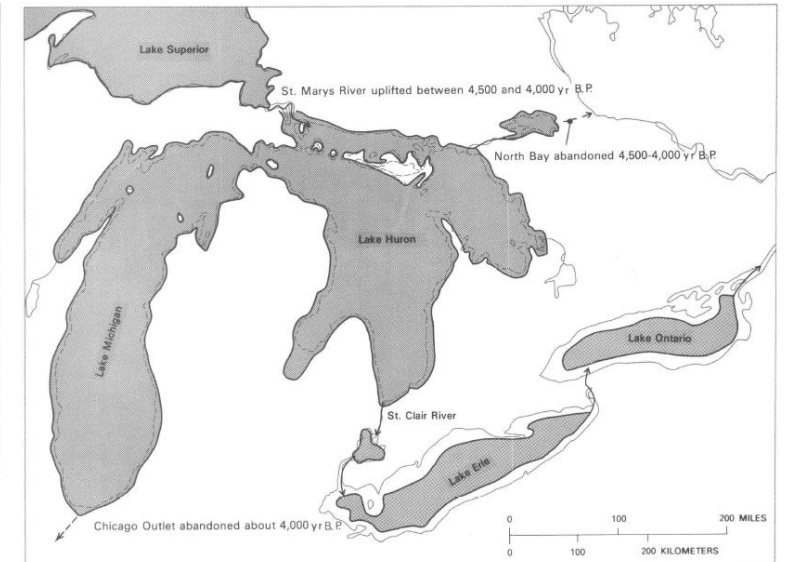 Lake Superior
St. Marys River uplifted between 4,500 and 4,000 yr B.P.
North Bay abandoned 4,500-4,000 yr B.P.
Lake Huron
Lake Michigan
Lake Ontario
St. Clair River
Lake Erie
Chicago Outlet abandoned about 4,000 yr B.P.
0 100 200 MILES
0 100 200 KILOMETERS